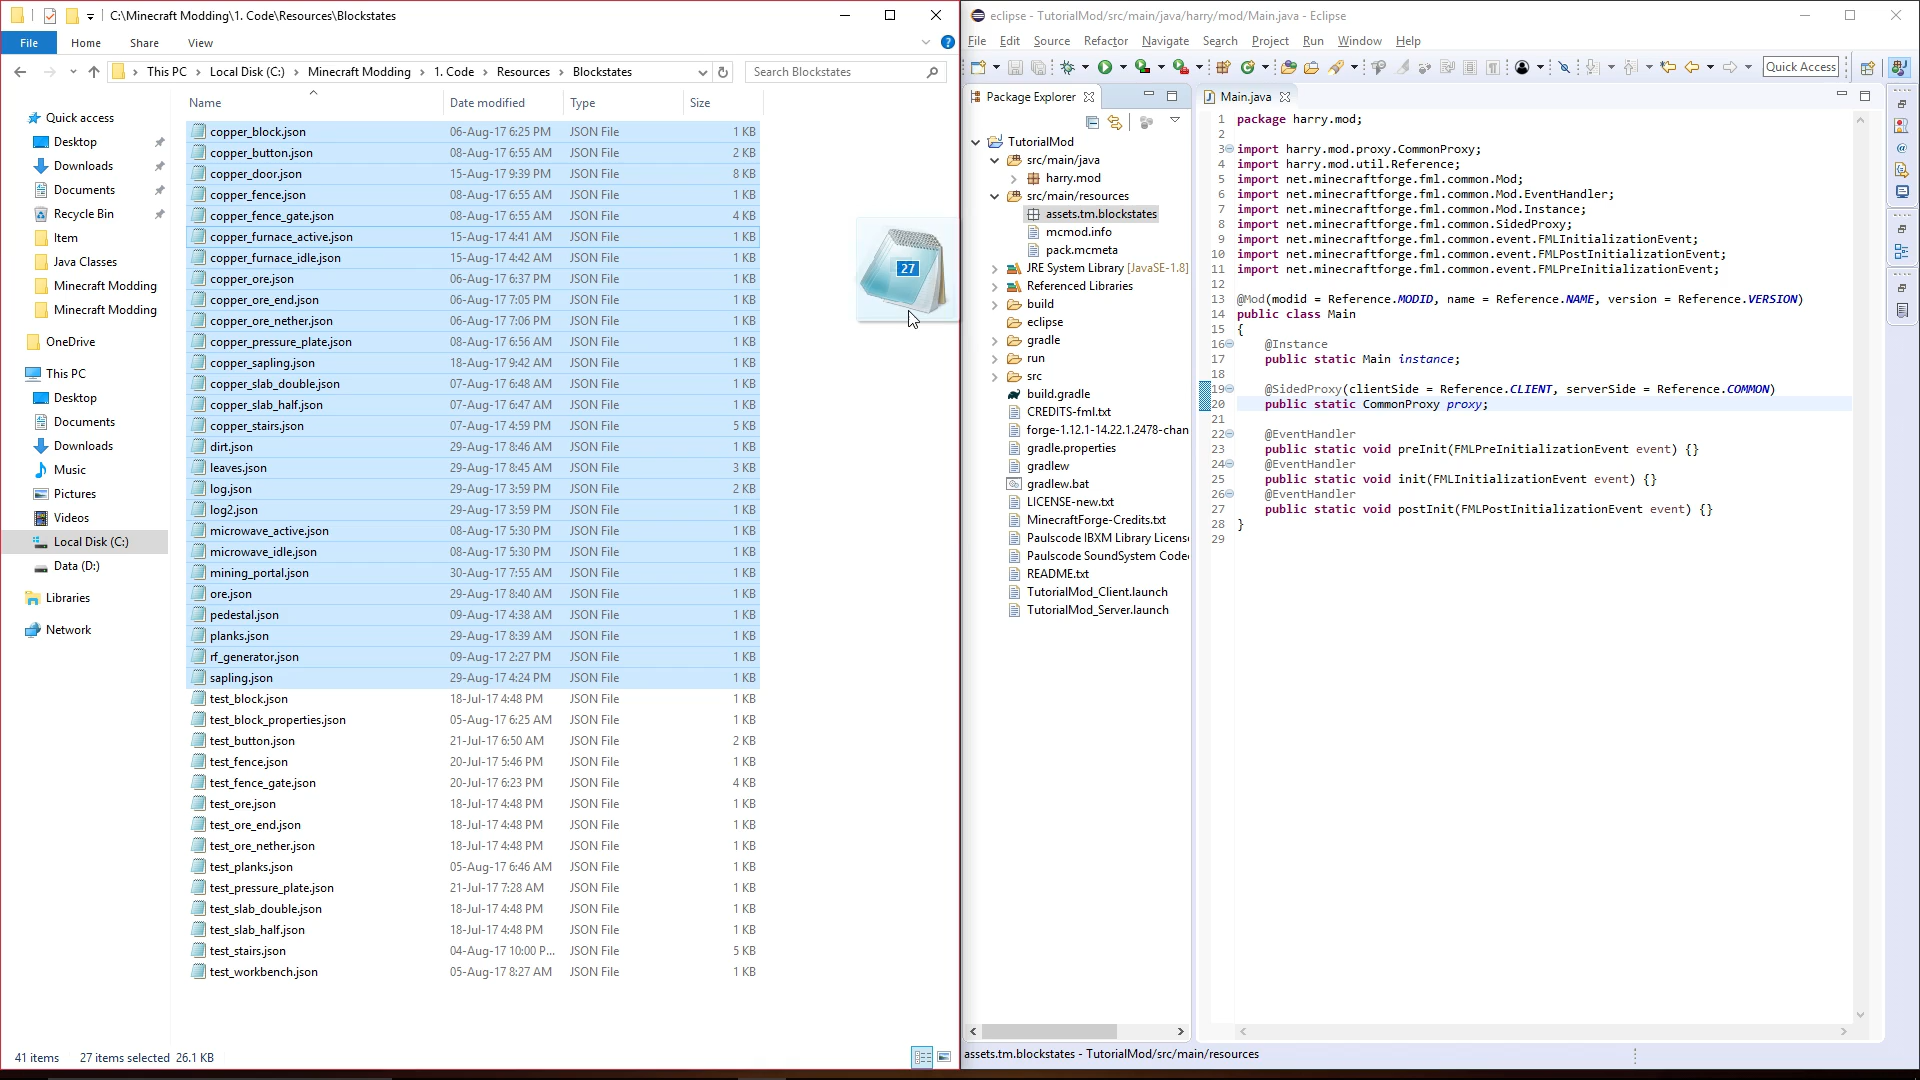 C:\Minecraft Modding\1. Code\Resources\Blockstates
File Home Share View
This PC Local Disk (C:) Minecraft Modding 1. Code Resources Blockstates
Search Blockstates
Quick access
Desktop
Downloads
Documents
Recycle Bin
Item
Java Classes
Minecraft Modding
Minecraft Modding
OneDrive
This PC
Desktop
Documents
Downloads
Music
Pictures
Videos
Local Disk (C:)
Data (D:)
Libraries
Network
Name Date modified Type Size
copper_block.json 06-Aug-17 6:25 PM JSON File 1 KB
copper_button.json 08-Aug-17 6:55 AM JSON File 2 KB
copper_door.json 15-Aug-17 9:39 PM JSON File 8 KB
copper_fence.json 08-Aug-17 6:55 AM JSON File 1 KB
copper_fence_gate.json 08-Aug-17 6:55 AM JSON File 4 KB
copper_furnace_active.json 15-Aug-17 4:41 AM JSON File 1 KB
copper_furnace_idle.json 15-Aug-17 4:42 AM JSON File 1 KB
copper_ore.json 06-Aug-17 6:37 PM JSON File 1 KB
copper_ore_end.json 06-Aug-17 7:05 PM JSON File 1 KB
copper_ore_nether.json 06-Aug-17 7:06 PM JSON File 1 KB
copper_pressure_plate.json 08-Aug-17 6:56 AM JSON File 1 KB
copper_sapling.json 18-Aug-17 9:42 AM JSON File 1 KB
copper_slab_double.json 07-Aug-17 6:48 AM JSON File 1 KB
copper_slab_half.json 07-Aug-17 6:47 AM JSON File 1 KB
copper_stairs.json 07-Aug-17 4:59 PM JSON File 5 KB
dirt.json 29-Aug-17 8:46 AM JSON File 1 KB
leaves.json 29-Aug-17 8:45 AM JSON File 3 KB
log.json 29-Aug-17 3:59 PM JSON File 2 KB
log2.json 29-Aug-17 3:59 PM JSON File 1 KB
microwave_active.json 08-Aug-17 5:30 PM JSON File 1 KB
microwave_idle.json 08-Aug-17 5:30 PM JSON File 1 KB
mining_portal.json 30-Aug-17 7:55 AM JSON File 1 KB
ore.json 29-Aug-17 8:40 AM JSON File 1 KB
pedestal.json 09-Aug-17 4:38 AM JSON File 1 KB
planks.json 29-Aug-17 8:39 AM JSON File 1 KB
rf_generator.json 09-Aug-17 2:27 PM JSON File 1 KB
sapling.json 29-Aug-17 4:24 PM JSON File 1 KB
test_block.json 18-Jul-17 4:48 PM JSON File 1 KB
test_block_properties.json 05-Aug-17 6:25 AM JSON File 1 KB
test_button.json 21-Jul-17 6:50 AM JSON File 2 KB
test_fence.json 20-Jul-17 5:46 PM JSON File 1 KB
test_fence_gate.json 20-Jul-17 6:23 PM JSON File 4 KB
test_ore.json 18-Jul-17 4:48 PM JSON File 1 KB
test_ore_end.json 18-Jul-17 4:48 PM JSON File 1 KB
test_ore_nether.json 18-Jul-17 4:48 PM JSON File 1 KB
test_planks.json 05-Aug-17 6:46 AM JSON File 1 KB
test_pressure_plate.json 21-Jul-17 7:28 AM JSON File 1 KB
test_slab_double.json 18-Jul-17 4:48 PM JSON File 1 KB
test_slab_half.json 18-Jul-17 4:48 PM JSON File 1 KB
test_stairs.json 04-Aug-17 10:00 P... JSON File 5 KB
test_workbench.json 05-Aug-17 8:27 AM JSON File 1 KB
27
41 items 27 items selected 26.1 KB
eclipse - TutorialMod/src/main/java/harry/mod/Main.java - Eclipse
File Edit Source Refactor Navigate Search Project Run Window Help
Quick Access
Package Explorer
TutorialMod
src/main/java
harry.mod
src/main/resources
assets.tm.blockstates
mcmod.info
pack.mcmeta
JRE System Library [JavaSE-1.8]
Referenced Libraries
build
eclipse
gradle
run
src
build.gradle
CREDITS-fml.txt
forge-1.12.1-14.22.1.2478-chan
gradle.properties
gradlew
gradlew.bat
LICENSE-new.txt
MinecraftForge-Credits.txt
Paulscode IBXM Library Licens
Paulscode SoundSystem Code
README.txt
TutorialMod_Client.launch
TutorialMod_Server.launch
Main.java
1 package harry.mod;
2
3 import harry.mod.proxy.CommonProxy;
4 import harry.mod.util.Reference;
5 import net.minecraftforge.fml.common.Mod;
6 import net.minecraftforge.fml.common.Mod.EventHandler;
7 import net.minecraftforge.fml.common.Mod.Instance;
8 import net.minecraftforge.fml.common.SidedProxy;
9 import net.minecraftforge.fml.common.event.FMLInitializationEvent;
10 import net.minecraftforge.fml.common.event.FMLPostInitializationEvent;
11 import net.minecraftforge.fml.common.event.FMLPreInitializationEvent;
12
13 @Mod(modid = Reference.MODID, name = Reference.NAME, version = Reference.VERSION)
14 public class Main
15 {
16 @Instance
17 public static Main instance;
18
19 @SidedProxy(clientSide = Reference.CLIENT, serverSide = Reference.COMMON)
20 public static CommonProxy proxy;
21
22 @EventHandler
23 public static void preInit(FMLPreInitializationEvent event) {}
24 @EventHandler
25 public static void init(FMLInitializationEvent event) {}
26 @EventHandler
27 public static void postInit(FMLPostInitializationEvent event) {}
28 }
29
assets.tm.blockstates - TutorialMod/src/main/resources